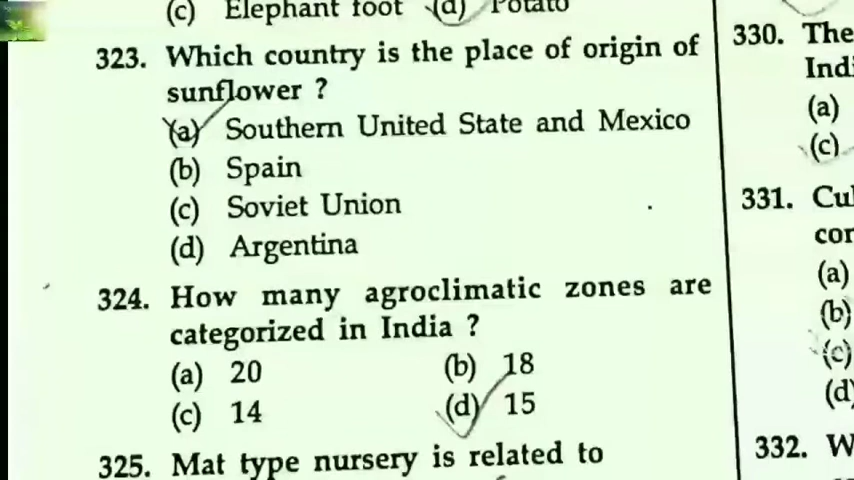 (c) Elephant foot (d) Potato
323. Which country is the place of origin of
sunflower ?
(a) Southern United State and Mexico
(b) Spain
(c) Soviet Union
(d) Argentina
324. How many agroclimatic zones are
categorized in India ?
(a) 20 (b) 18
(c) 14 (d) 15
325. Mat type nursery is related to
330. The
Indi
(a)
(c)
331. Cul
cor
(a)
(b)
(c)
(d)
332. W